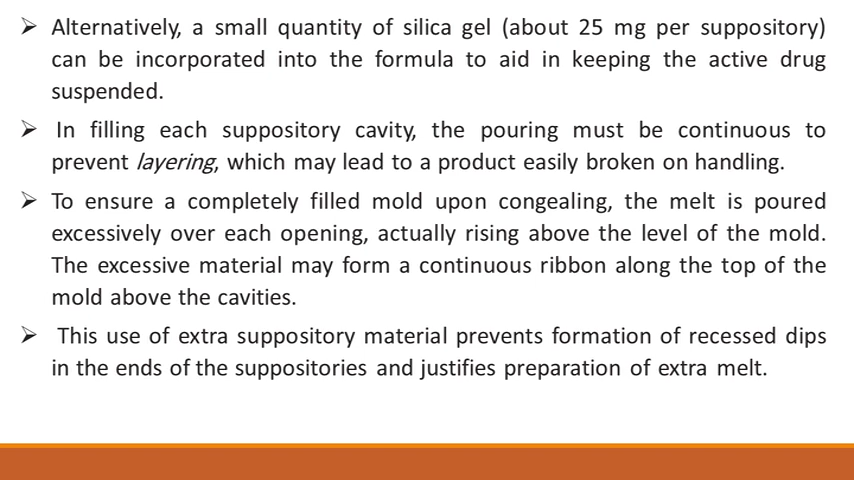 ➢ Alternatively, a small quantity of silica gel (about 25 mg per suppository)
can be incorporated into the formula to aid in keeping the active drug
suspended.
➢ In filling each suppository cavity, the pouring must be continuous to
prevent layering, which may lead to a product easily broken on handling.
➢ To ensure a completely filled mold upon congealing, the melt is poured
excessively over each opening, actually rising above the level of the mold.
The excessive material may form a continuous ribbon along the top of the
mold above the cavities.
➢ This use of extra suppository material prevents formation of recessed dips
in the ends of the suppositories and justifies preparation of extra melt.